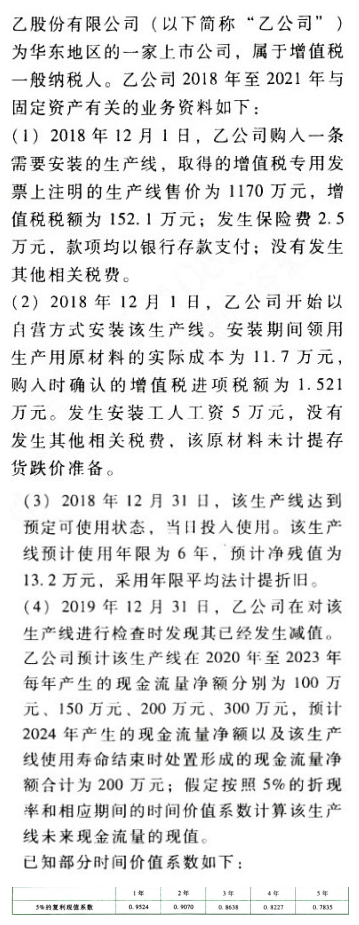 乙股份有限公司（以下简称“乙公司”）
为华东地区的一家上市公司，属于增值税
一般纳税人。乙公司 2018 年至 2021 年与
固定资产有关的业务资料如下：
(1) 2018 年 12 月 1 日，乙公司购入一条
需要安装的生产线，取得的增值税专用发
票上注明的生产线售价为 1170 万元，增
值税税额为 152.1 万元；发生保险费 2.5
万元，款项均以银行存款支付；没有发生
其他相关税费。
(2) 2018 年 12 月 1 日，乙公司开始以
自营方式安装该生产线。安装期间领用
生产用原材料的实际成本为 11.7 万元，
购入时确认的增值税进项税额为 1.521
万元。发生安装工人工资 5 万元，没有
发生其他相关税费，该原材料未计提存
货跌价准备。
(3) 2018 年 12 月 31 日，该生产线达到
预定可使用状态，当日投入使用。该生产
线预计使用年限为 6 年，预计净残值为
13.2 万元，采用年限平均法计提折旧。
(4) 2019 年 12 月 31 日，乙公司在对该
生产线进行检查时发现其已经发生减值。
乙公司预计该生产线在 2020 年至 2023 年
每年产生的现金流量净额分别为 100 万
元、150 万元、200 万元、300 万元，预计
2024 年产生的现金流量净额以及该生产
线使用寿命结束时处置形成的现金流量净
额合计为 200 万元；假定按照 5%的折现
率和相应期间的时间价值系数计算该生产
线未来现金流量的现值。
已知部分时间价值系数如下：
1年 2年 3年 4年 5年
5%的复利现值系数 0.9524 0.9070 0.8638 0.8227 0.7835